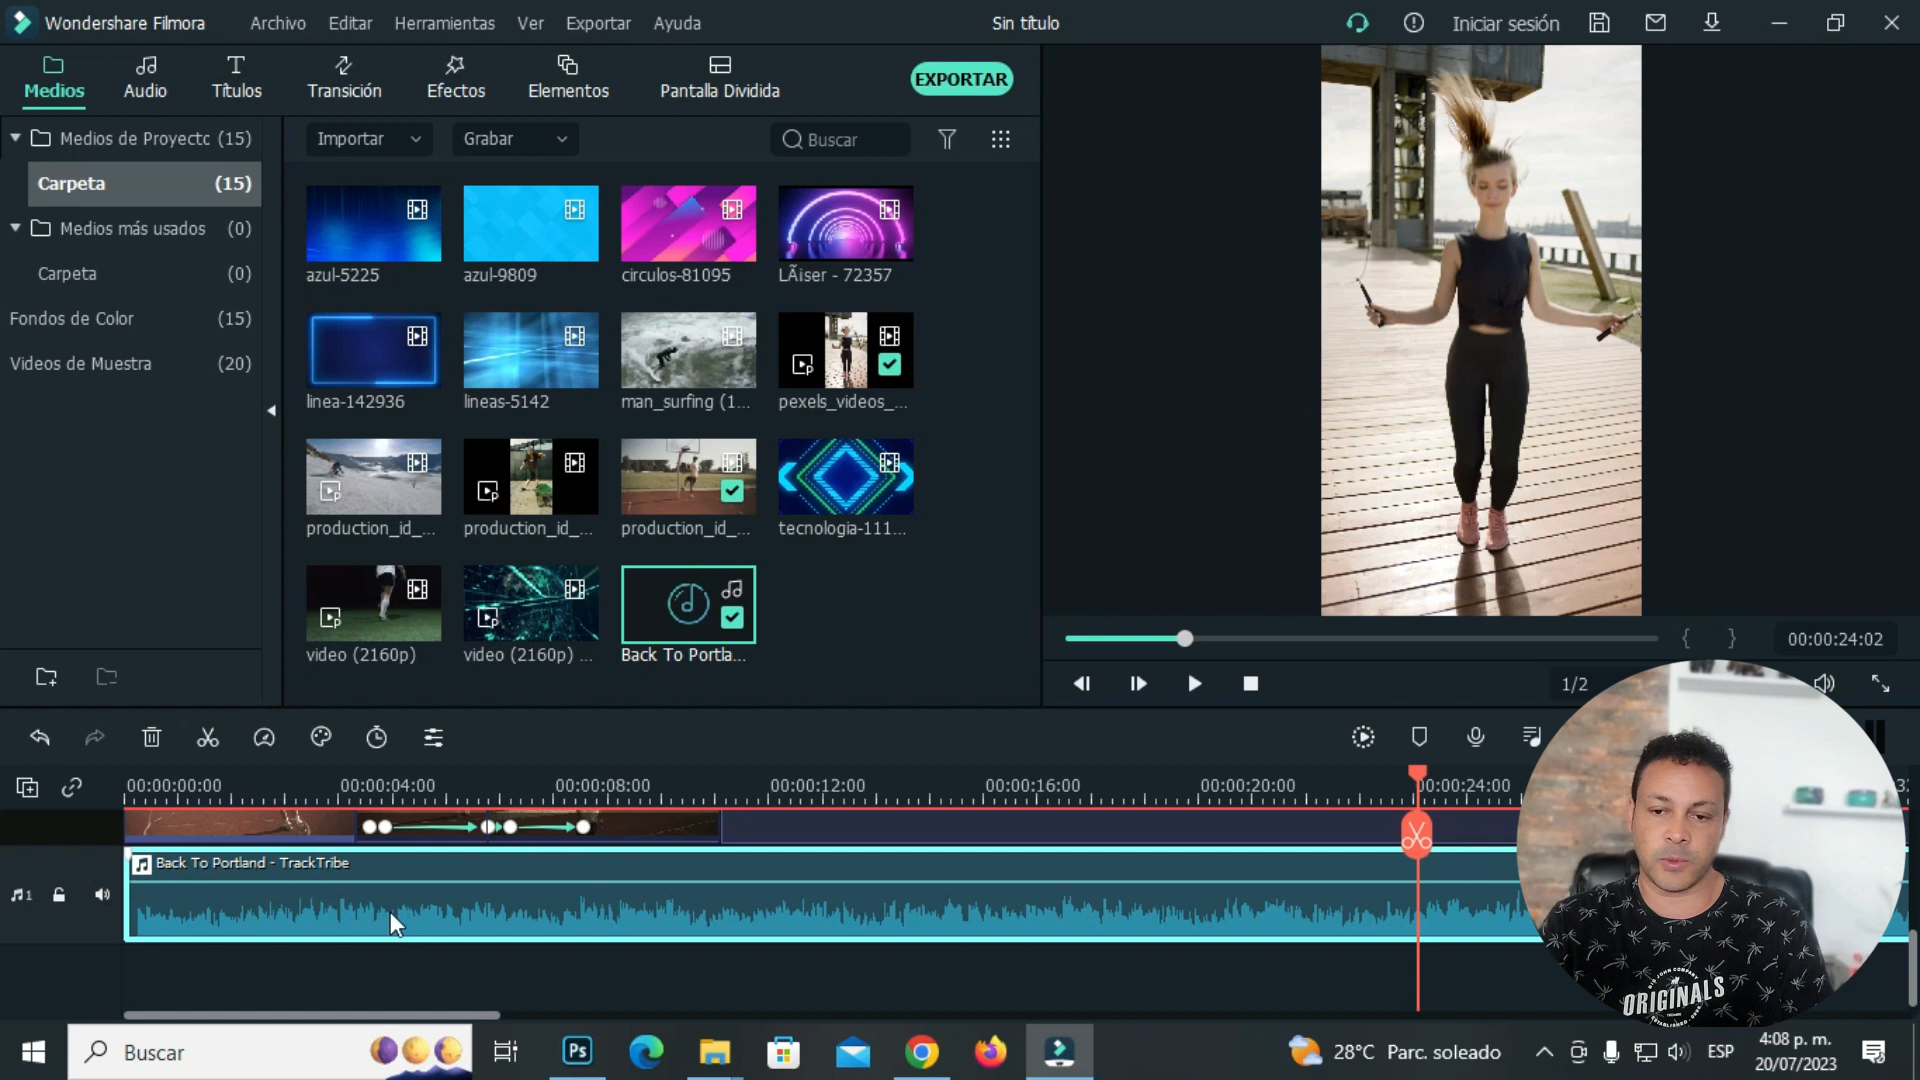 Wondershare Filmora
Archivo
Editar
Herramientas
Ver
Exportar
Ayuda
Sin título
Iniciar sesión
Medios
Audio
Títulos
Transición
Efectos
Elementos
Pantalla Dividida
EXPORTAR
Medios de Proyecto (15)
Carpeta (15)
Medios más usados (0)
Carpeta (0)
Fondos de Color (15)
Videos de Muestra (20)
Importar
Grabar
Buscar
azul-5225
azul-9809
circulos-81095
LÃiser - 72357
linea-142936
lineas-5142
man_surfing (1...
pexels_videos_...
production_id_...
production_id_...
production_id_...
tecnologia-111...
video (2160p)
video (2160p) ...
Back To Portla...
{ } 00:00:24:02
1/2
00:00:00:00
00:00:04:00
00:00:08:00
00:00:12:00
00:00:16:00
00:00:20:00
00:00:24:00
Back To Portland - TrackTribe
1
ORIGINALS
Buscar
Ps
28°C Parc. soleado
ESP
4:08 p. m.
20/07/2023